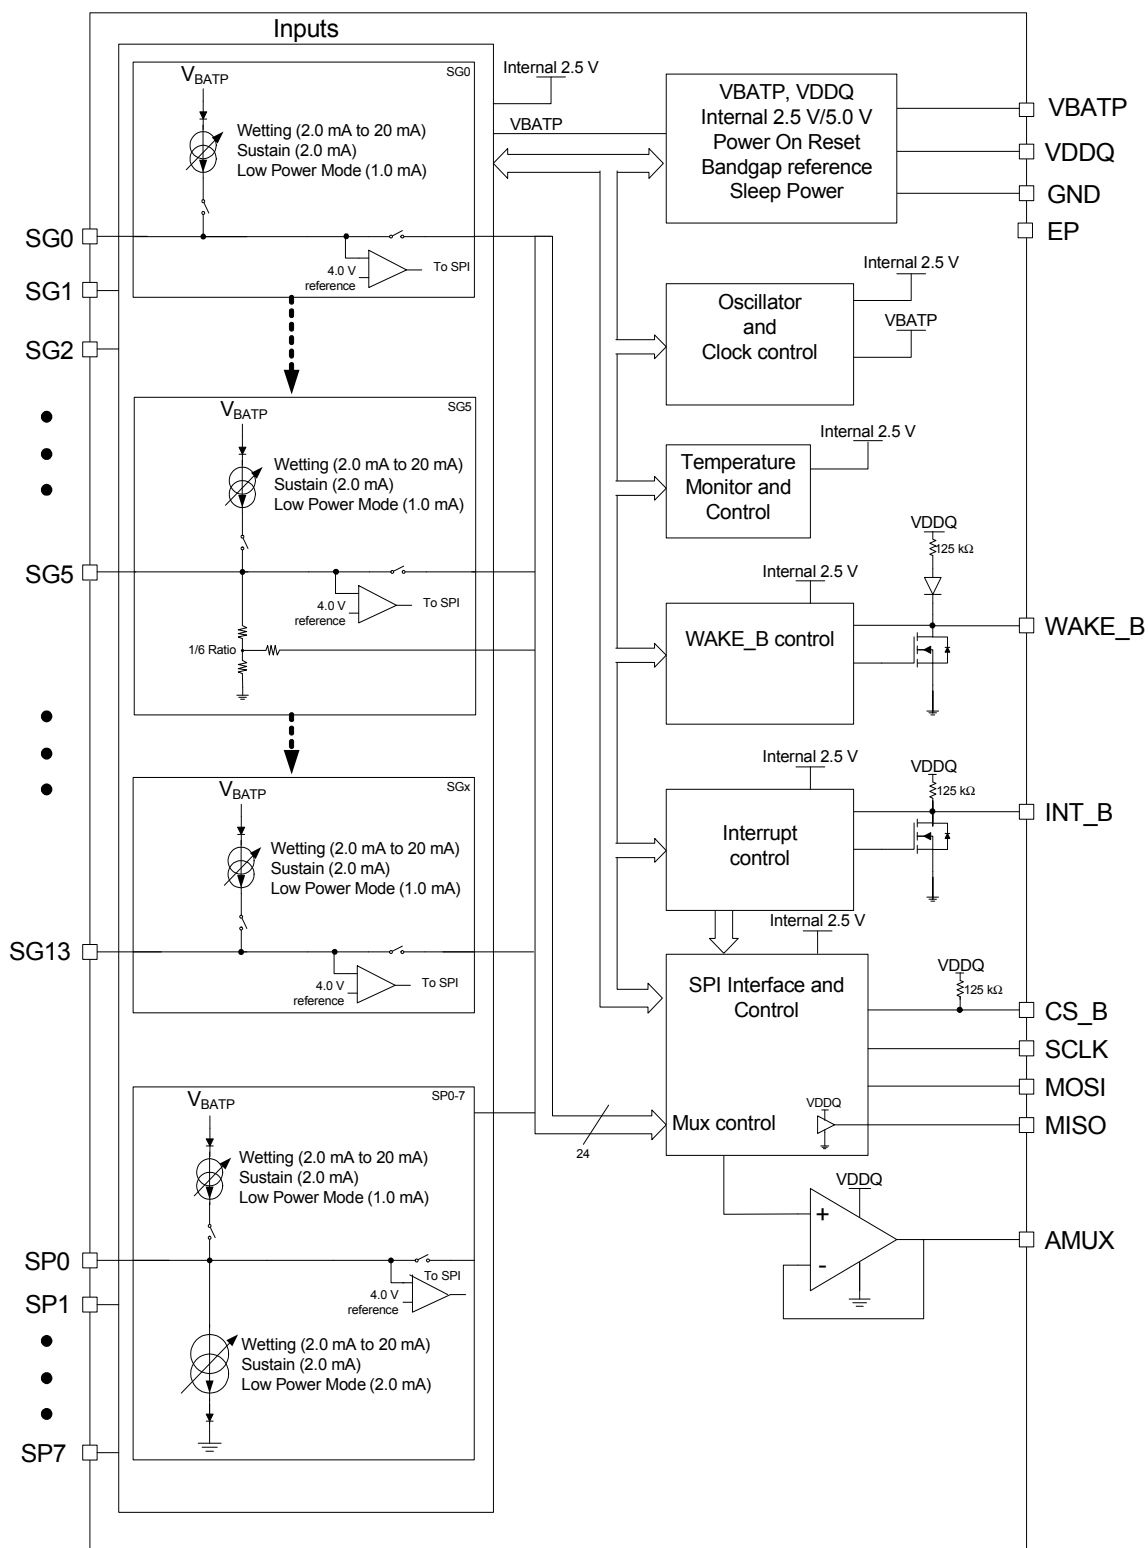 Inputs
SG0
V_BATP
Wetting (2.0 mA to 20 mA)
Sustain (2.0 mA)
Low Power Mode (1.0 mA)
4.0 V
reference
To SPI
SG5
V_BATP
Wetting (2.0 mA to 20 mA)
Sustain (2.0 mA)
Low Power Mode (1.0 mA)
4.0 V
reference
To SPI
1/6 Ratio
SGx
V_BATP
Wetting (2.0 mA to 20 mA)
Sustain (2.0 mA)
Low Power Mode (1.0 mA)
4.0 V
reference
To SPI
SP0-7
V_BATP
Wetting (2.0 mA to 20 mA)
Sustain (2.0 mA)
Low Power Mode (1.0 mA)
To SPI
4.0 V
reference
Wetting (2.0 mA to 20 mA)
Sustain (2.0 mA)
Low Power Mode (2.0 mA)
SG0
SG1
SG2
SG5
SG13
SP0
SP1
SP7
Internal 2.5 V
VBATP
VBATP, VDDQ
Internal 2.5 V/5.0 V
Power On Reset
Bandgap reference
Sleep Power
VBATP
VDDQ
GND
EP
Internal 2.5 V
Oscillator
and
Clock control
VBATP
Internal 2.5 V
Temperature
Monitor and
Control
VDDQ
125 kΩ
Internal 2.5 V
WAKE_B control
WAKE_B
Internal 2.5 V
VDDQ
125 kΩ
Interrupt
control
INT_B
Internal 2.5 V
SPI Interface and
Control
VDDQ
125 kΩ
CS_B
SCLK
MOSI
VDDQ
Mux control
MISO
24
VDDQ
+
-
AMUX